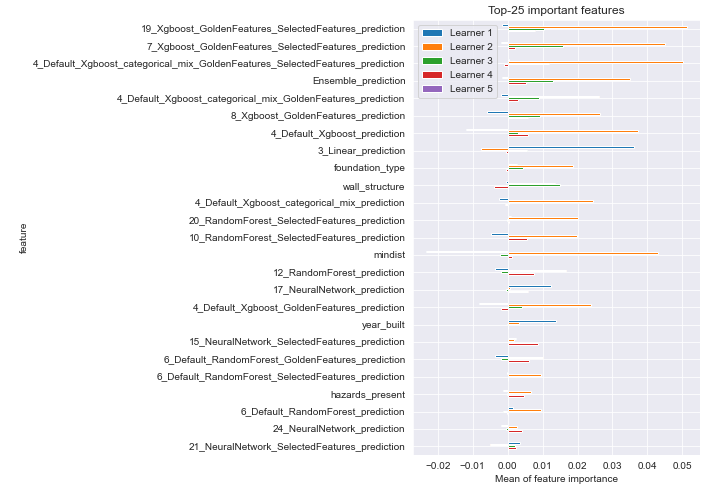 Top-25 important features
19_Xgboost_GoldenFeatures_SelectedFeatures_prediction
7_Xgboost_GoldenFeatures_SelectedFeatures_prediction
4_Default_Xgboost_categorical_mix_GoldenFeatures_SelectedFeatures_prediction
Ensemble_prediction
4_Default_Xgboost_categorical_mix_GoldenFeatures_prediction
8_Xgboost_GoldenFeatures_prediction
4_Default_Xgboost_prediction
3_Linear_prediction
foundation_type
wall_structure
4_Default_Xgboost_categorical_mix_prediction
20_RandomForest_SelectedFeatures_prediction
10_RandomForest_SelectedFeatures_prediction
mindist
12_RandomForest_prediction
17_NeuralNetwork_prediction
4_Default_Xgboost_GoldenFeatures_prediction
year_built
15_NeuralNetwork_SelectedFeatures_prediction
6_Default_RandomForest_GoldenFeatures_prediction
6_Default_RandomForest_SelectedFeatures_prediction
hazards_present
6_Default_RandomForest_prediction
24_NeuralNetwork_prediction
21_NeuralNetwork_SelectedFeatures_prediction
feature
Learner 1
Learner 2
Learner 3
Learner 4
Learner 5
−0.02 −0.01 0.00 0.01 0.02 0.03 0.04 0.05
Mean of feature importance